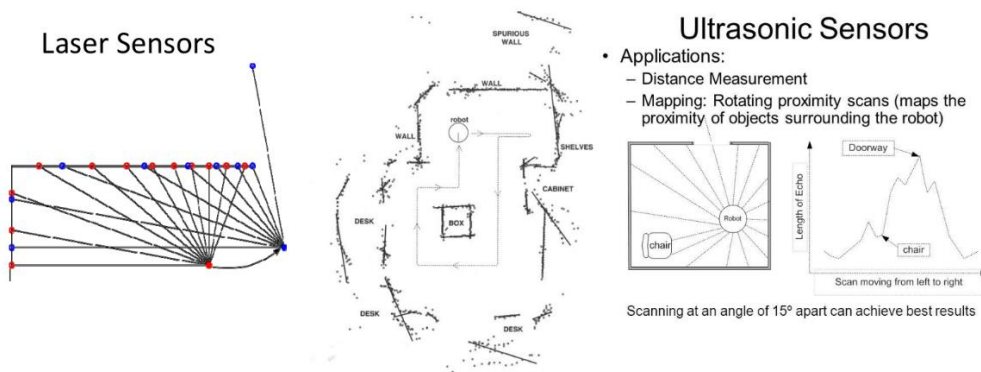 Laser Sensors
SPURIOUS
WALL
WALL
robot
WALL
SHELVES
CABINET
DESK
BOX
DESK
DESK
Ultrasonic Sensors
• Applications:
– Distance Measurement
– Mapping: Rotating proximity scans (maps the
proximity of objects surrounding the robot)
Robot
chair
Length of Echo
Doorway
chair
Scan moving from left to right
Scanning at an angle of 15º apart can achieve best results